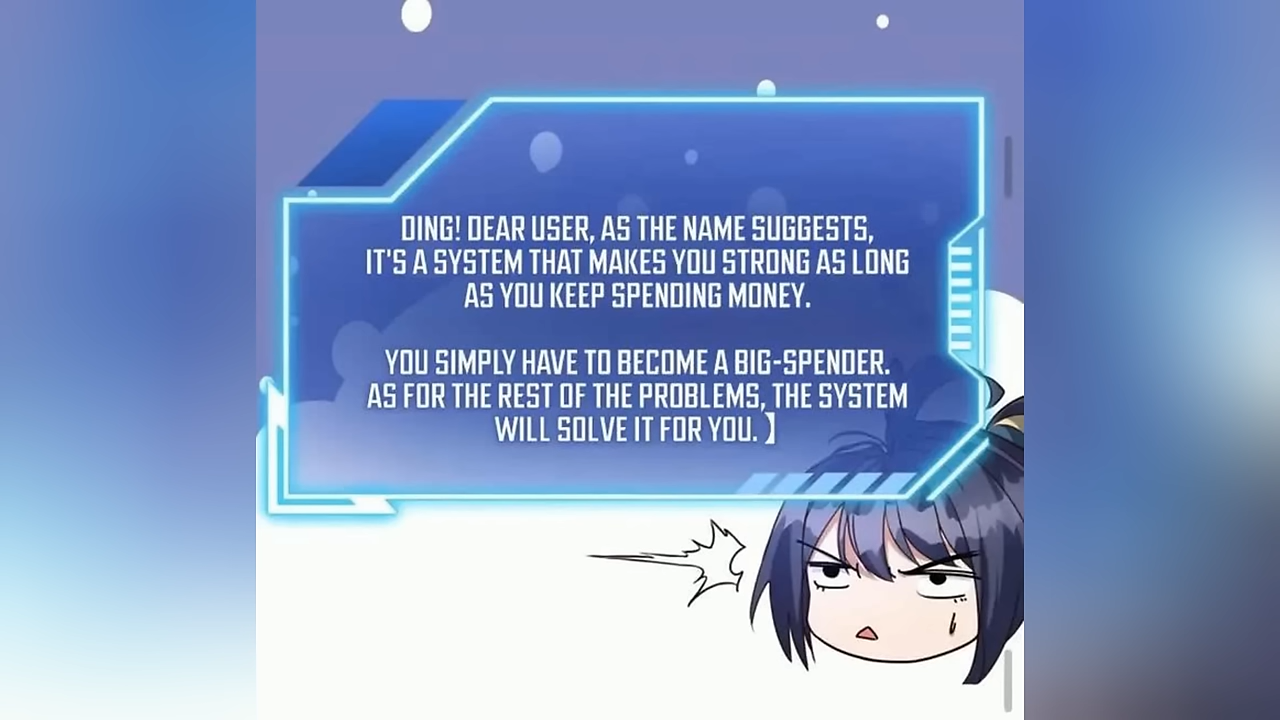 DING! DEAR USER, AS THE NAME SUGGESTS,
IT'S A SYSTEM THAT MAKES YOU STRONG AS LONG
AS YOU KEEP SPENDING MONEY.
YOU SIMPLY HAVE TO BECOME A BIG-SPENDER.
AS FOR THE REST OF THE PROBLEMS, THE SYSTEM
WILL SOLVE IT FOR YOU. 】